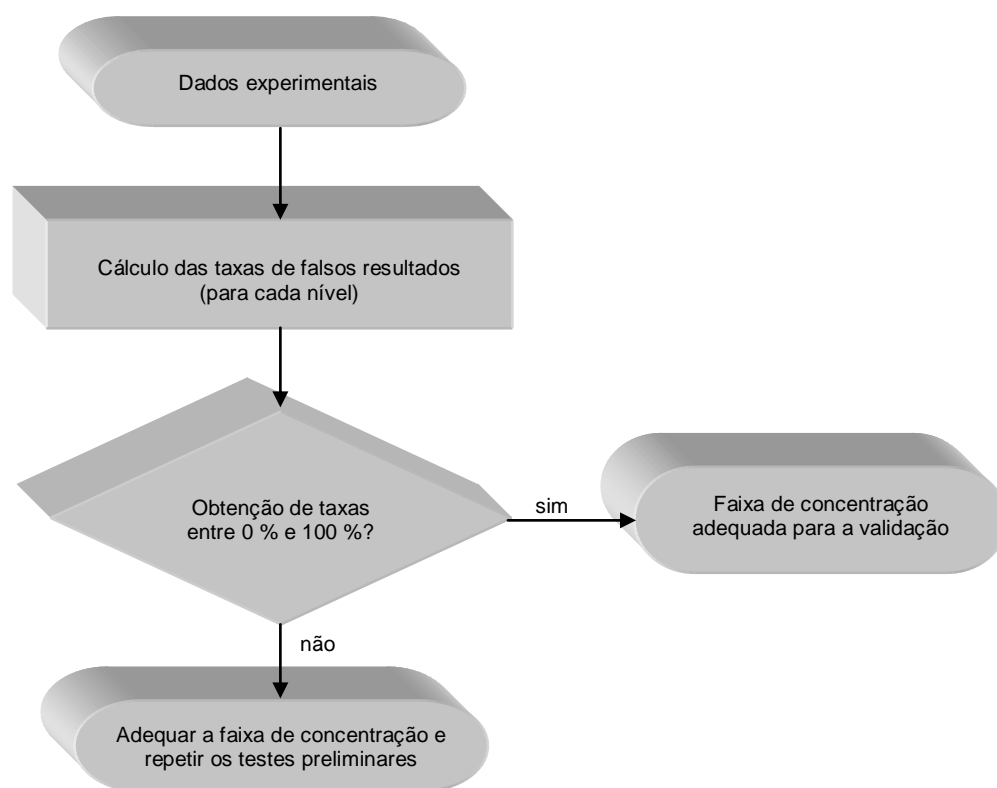 Dados experimentais
Cálculo das taxas de falsos resultados
(para cada nível)
Obtenção de taxas
entre 0 % e 100 %?
sim
Faixa de concentração
adequada para a validação
não
Adequar a faixa de concentração e
repetir os testes preliminares